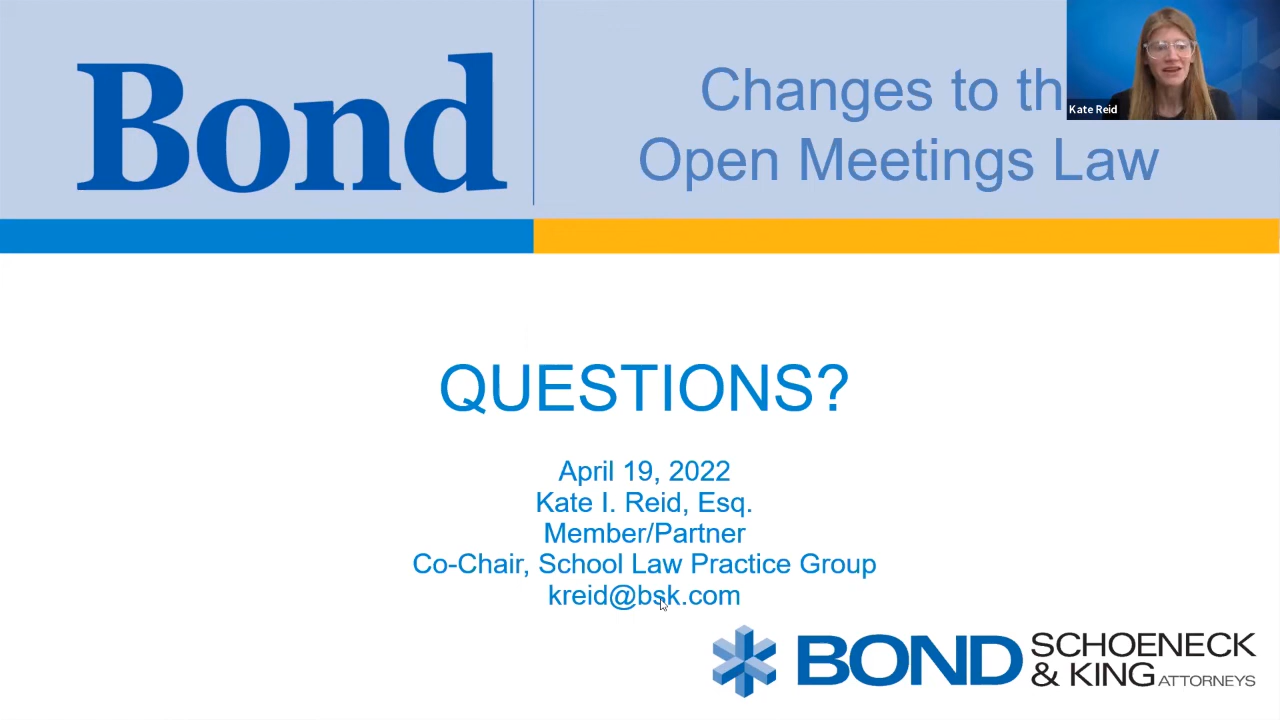 Bond
Changes to th
Open Meetings Law
Kate Reid
QUESTIONS?
April 19, 2022
Kate I. Reid, Esq.
Member/Partner
Co-Chair, School Law Practice Group
kreid@bsk.com
BOND SCHOENECK
& KING ATTORNEYS